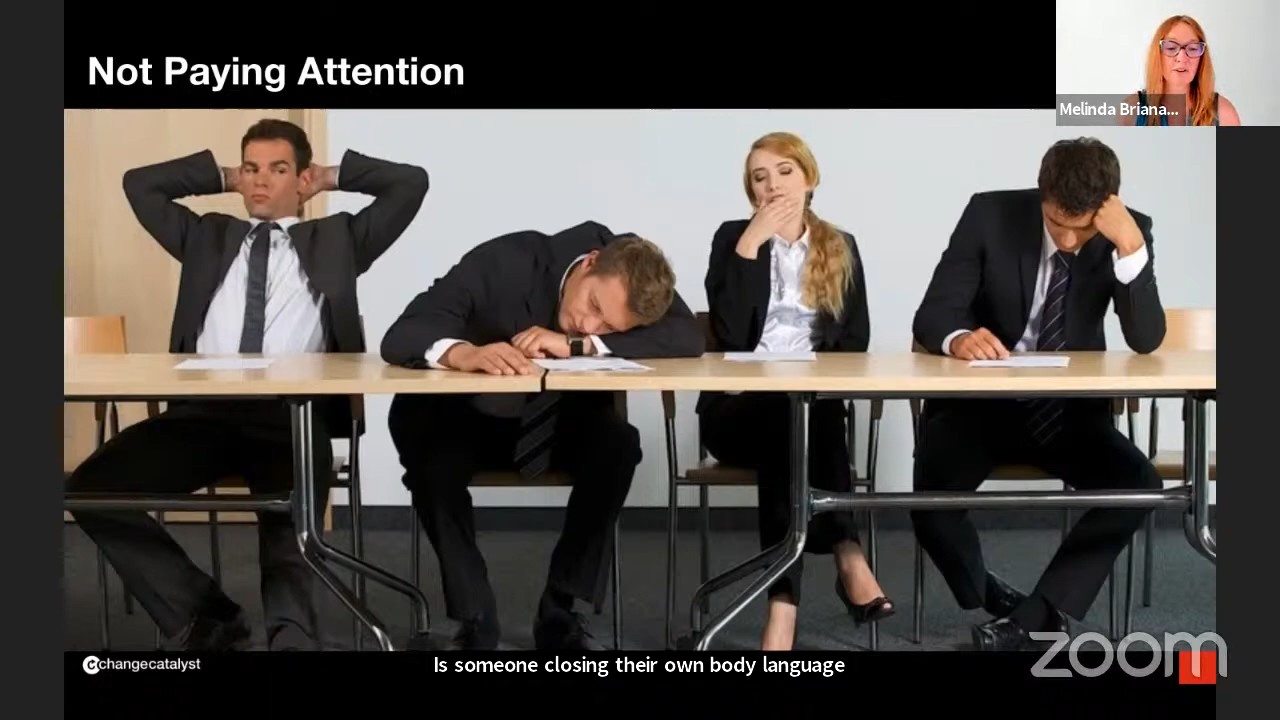 Not Paying Attention
Melinda Briana...
changecatalyst
Is someone closing their own body language
zoom